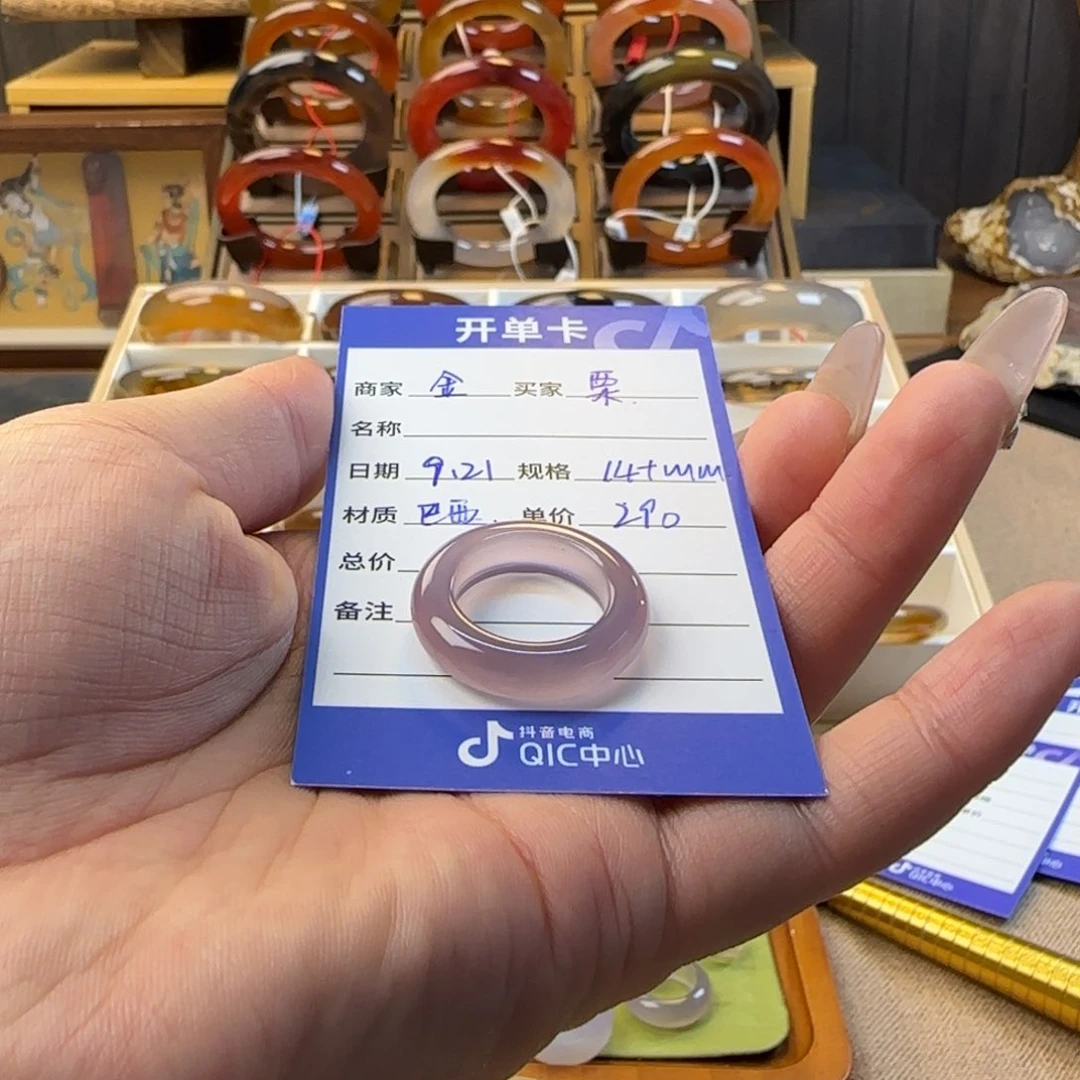 开单卡
商家 金 买家 栗
名称
日期 9.21 规格 14+mm
材质 巴西. 单价 290
总价
备注
抖音电商
QIC中心